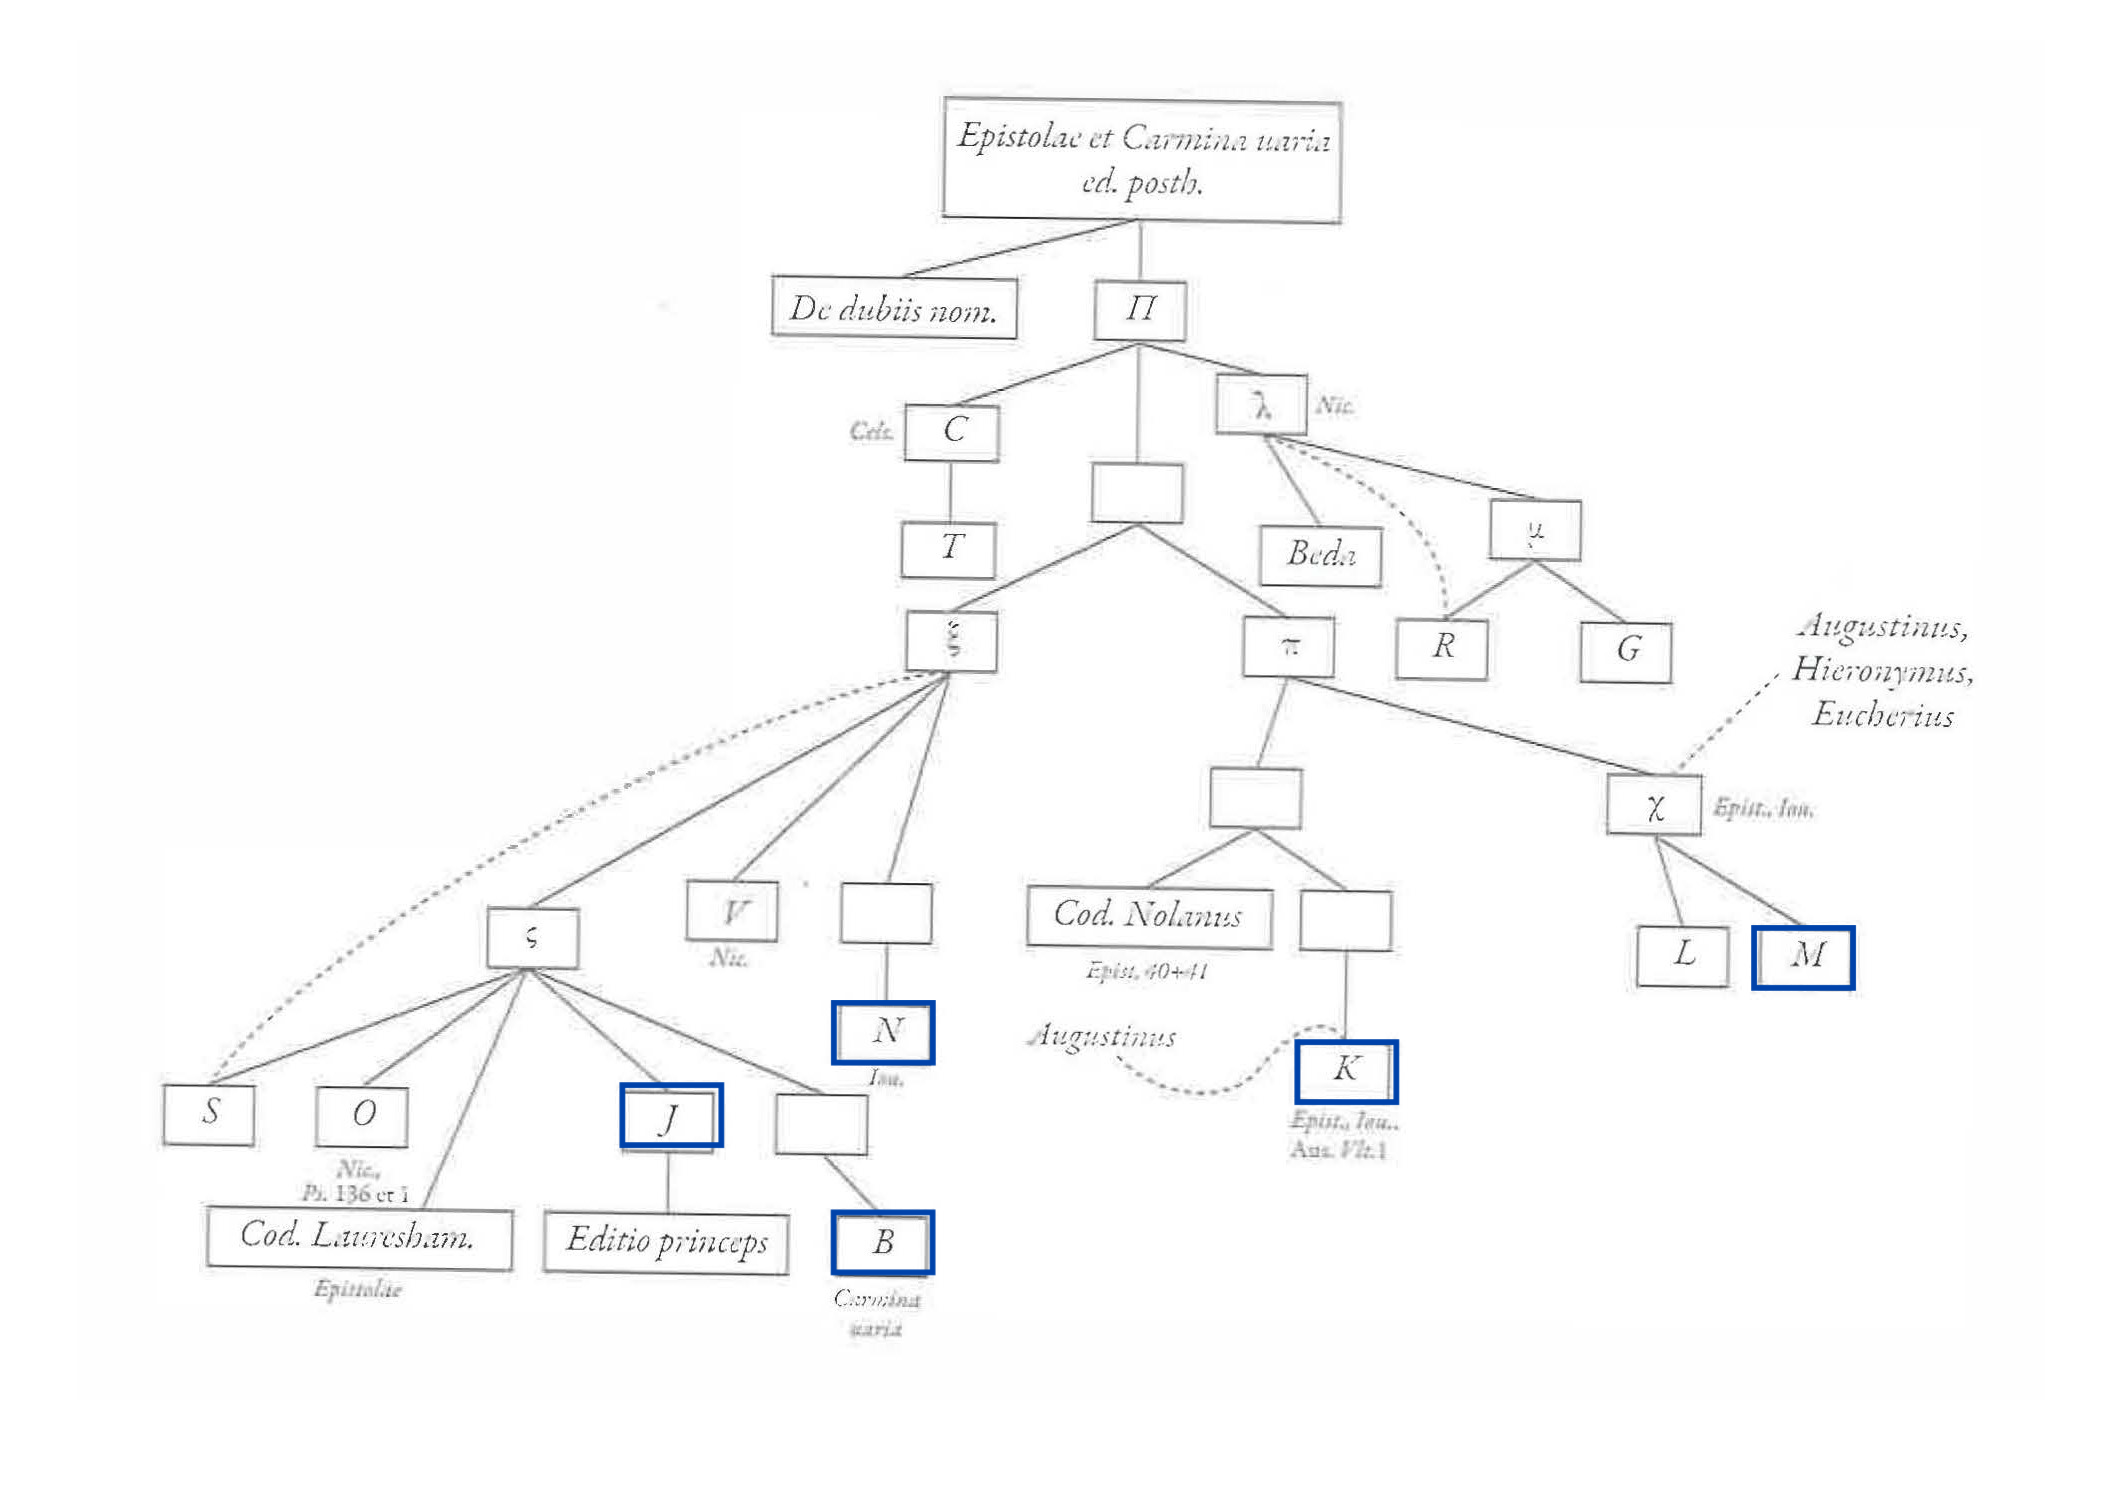 Epistolae et Carmina uaria
ed. posth.
De dubiis nom.
Π
λ
Nic.
Cels.
C
T
Beda
μ
ξ
π
R
G
Augustinus,
Hieronymus,
Eucherius
χ
Epist., Iou.
ς
V
Nic.
Cod. Nolanus
Epist. 40+41
L
M
N
Iou.
Augustinus
K
Epist., Iou.,
Aus. Vlt.1
S
O
Nic.,
Ps. 136 et 1
J
Cod. Lauresham.
Epistolae
Editio princeps
B
Carmina
uaria